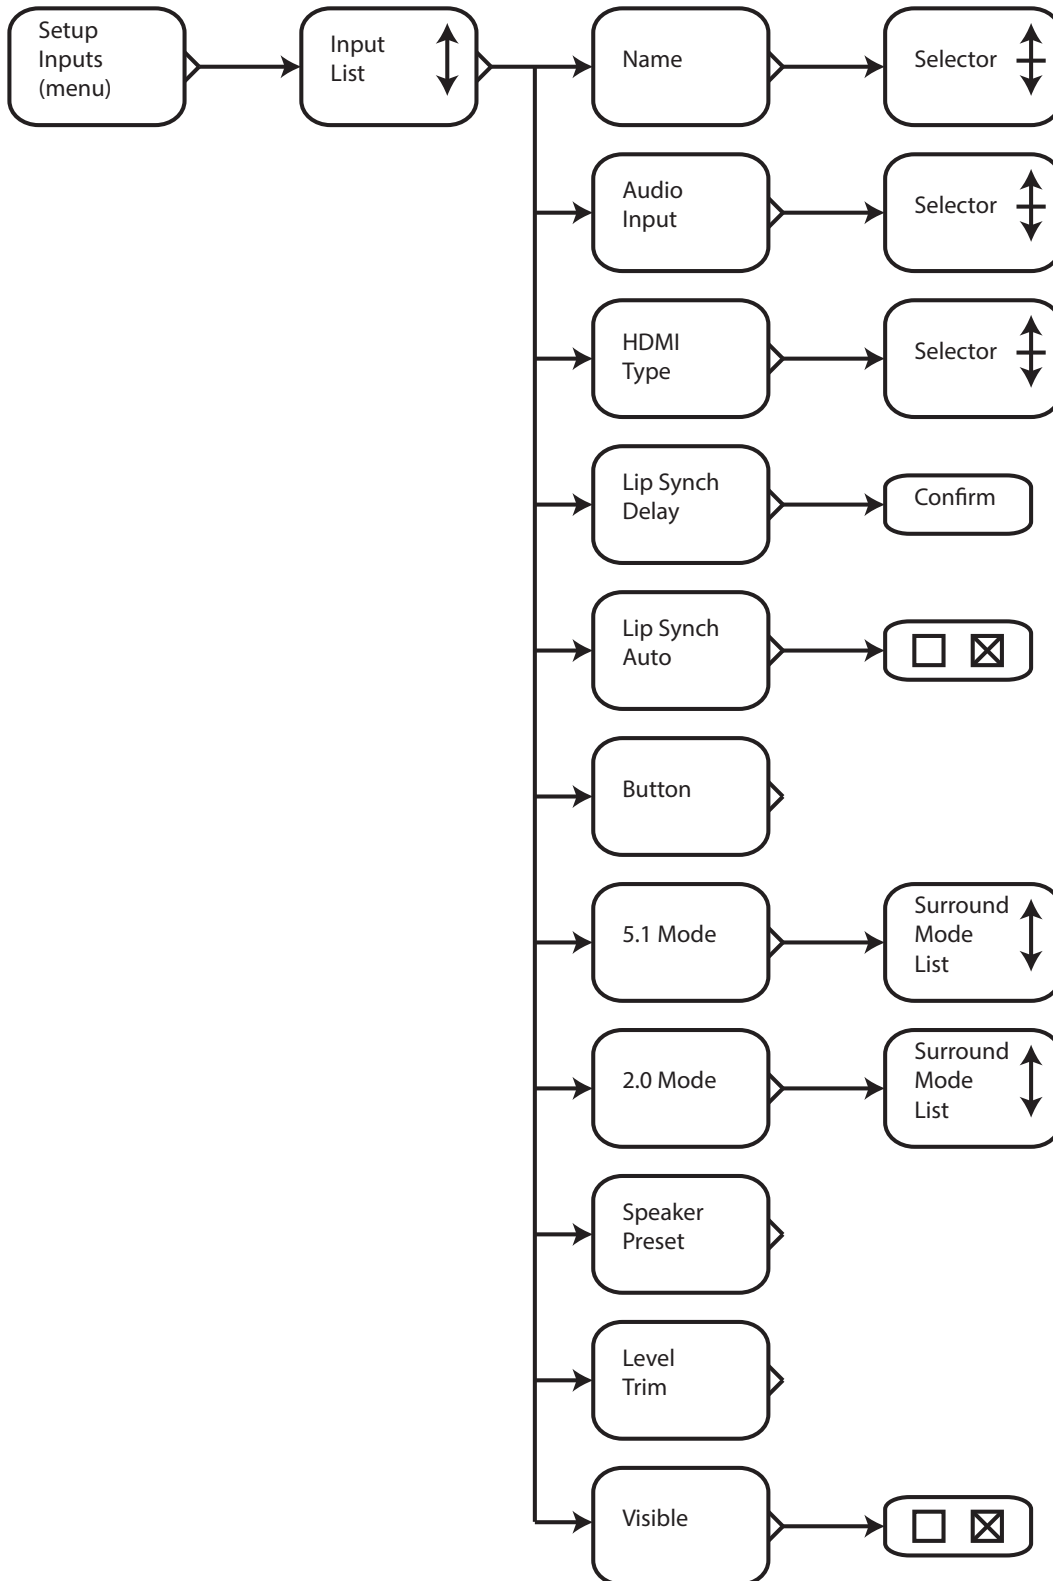 Setup
Inputs
(menu)
Input
List
Name
Selector
Audio
Input
Selector
HDMI
Type
Selector
Lip Synch
Delay
Confirm
Lip Synch
Auto
Button
5.1 Mode
Surround
Mode
List
2.0 Mode
Surround
Mode
List
Speaker
Preset
Level
Trim
Visible